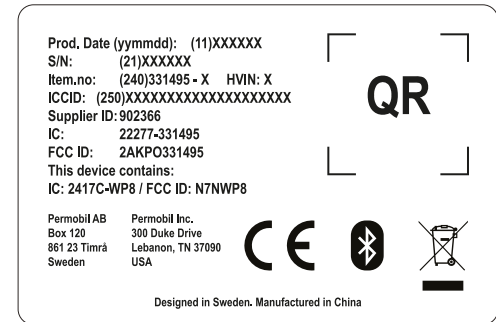 Prod. Date (yymmdd): (11)XXXXXX
S/N: (21)XXXXXX
Item.no: (240)331495 - X HVIN: X
ICCID: (250)XXXXXXXXXXXXXXXXXXXX
Supplier ID: 902366
IC: 22277-331495
FCC ID: 2AKPO331495
This device contains:
IC: 2417C-WP8 / FCC ID: N7NWP8
QR
Permobil AB
Box 120
861 23 Timrå
Sweden
Permobil Inc.
300 Duke Drive
Lebanon, TN 37090
USA
CE
Designed in Sweden. Manufactured in China